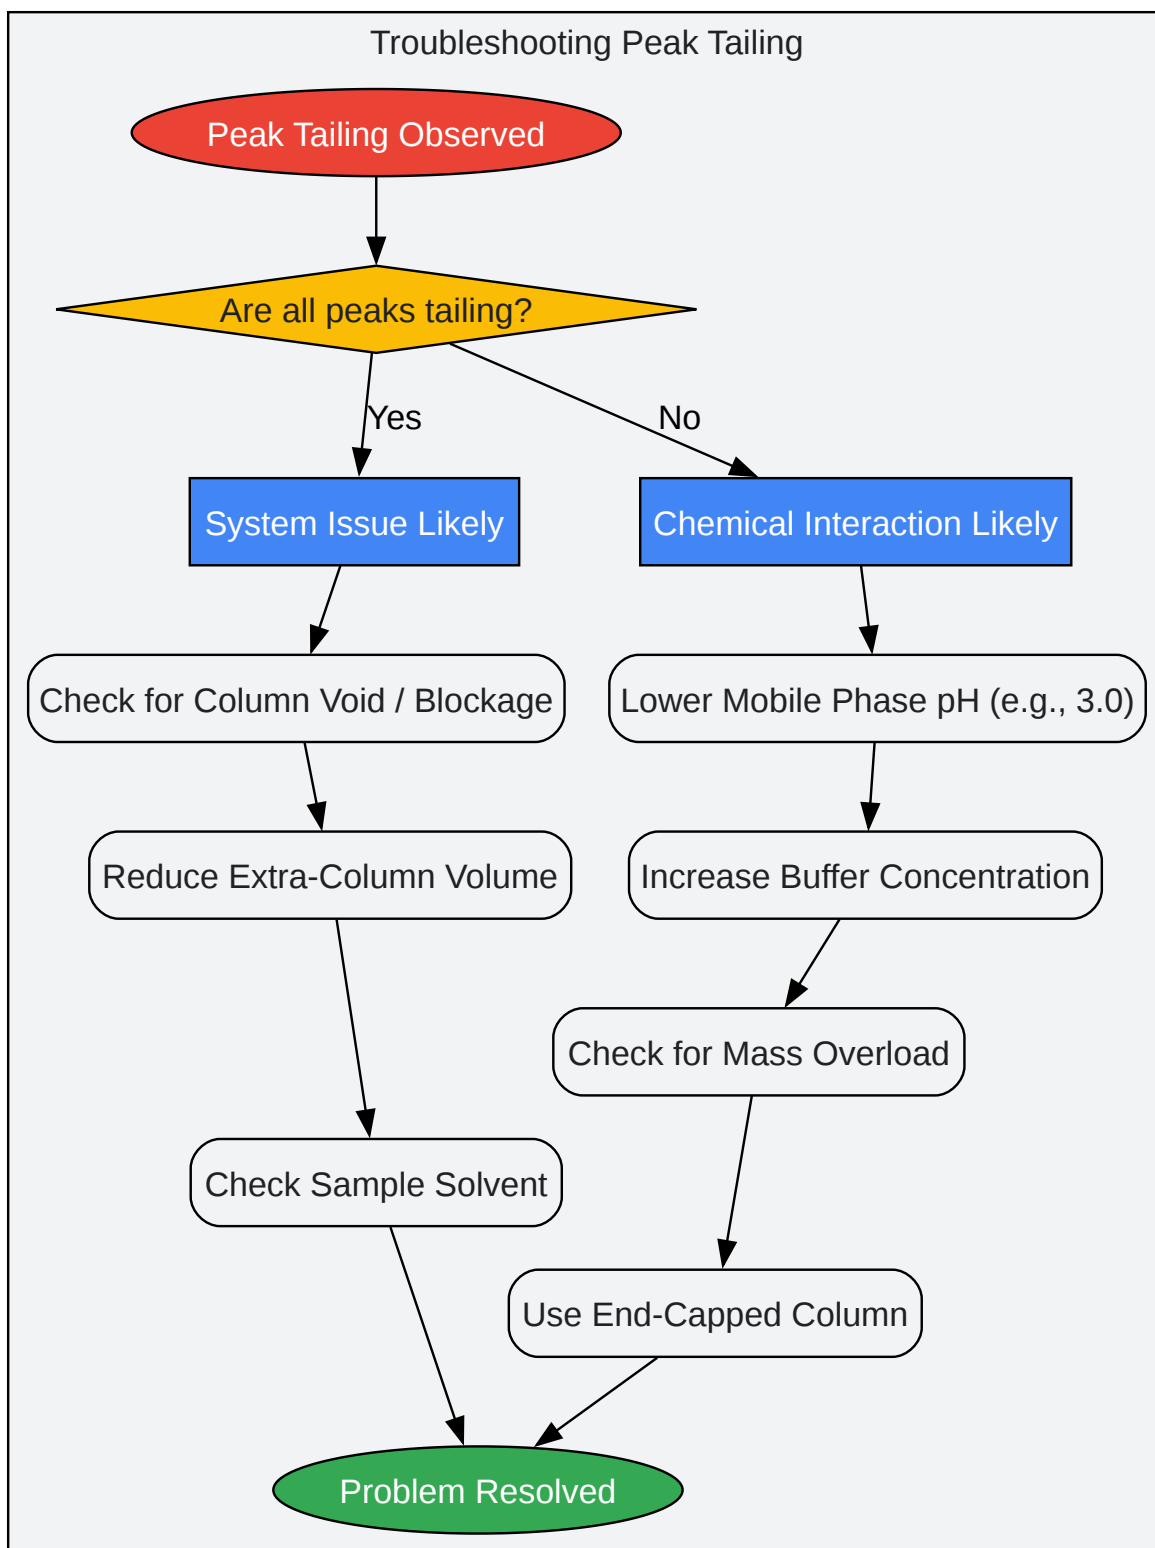 Troubleshooting Peak Tailing
Peak Tailing Observed
Are all peaks tailing?
Yes
No
System Issue Likely
Chemical Interaction Likely
Check for Column Void / Blockage
Lower Mobile Phase pH (e.g., 3.0)
Reduce Extra-Column Volume
Increase Buffer Concentration
Check for Mass Overload
Check Sample Solvent
Use End-Capped Column
Problem Resolved